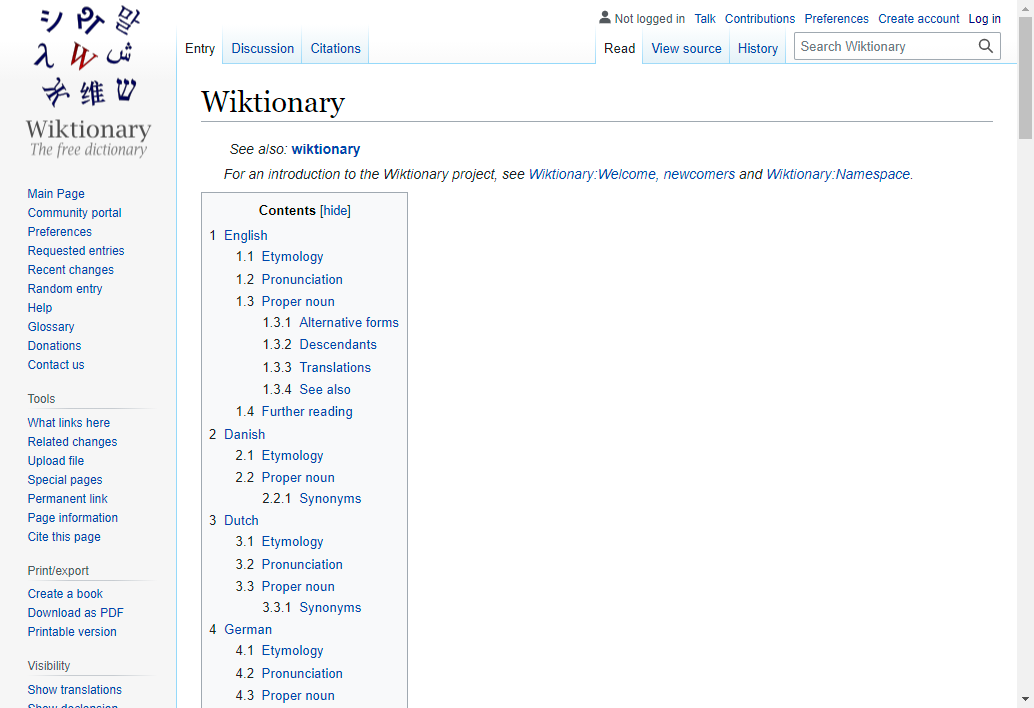 シ
ק
말
λ
W
ش
维
ש
Wiktionary
The free dictionary
Not logged in Talk Contributions Preferences Create account Log in
Entry Discussion Citations Read View source History Search Wiktionary
Main Page
Community portal
Preferences
Requested entries
Recent changes
Random entry
Help
Glossary
Donations
Contact us
Tools
What links here
Related changes
Upload file
Special pages
Permanent link
Page information
Cite this page
Print/export
Create a book
Download as PDF
Printable version
Visibility
Show translations
Show declension
Wiktionary
See also: wiktionary
For an introduction to the Wiktionary project, see Wiktionary:Welcome, newcomers and Wiktionary:Namespace.
Contents [hide]
1 English
1.1 Etymology
1.2 Pronunciation
1.3 Proper noun
1.3.1 Alternative forms
1.3.2 Descendants
1.3.3 Translations
1.3.4 See also
1.4 Further reading
2 Danish
2.1 Etymology
2.2 Proper noun
2.2.1 Synonyms
3 Dutch
3.1 Etymology
3.2 Pronunciation
3.3 Proper noun
3.3.1 Synonyms
4 German
4.1 Etymology
4.2 Pronunciation
4.3 Proper noun